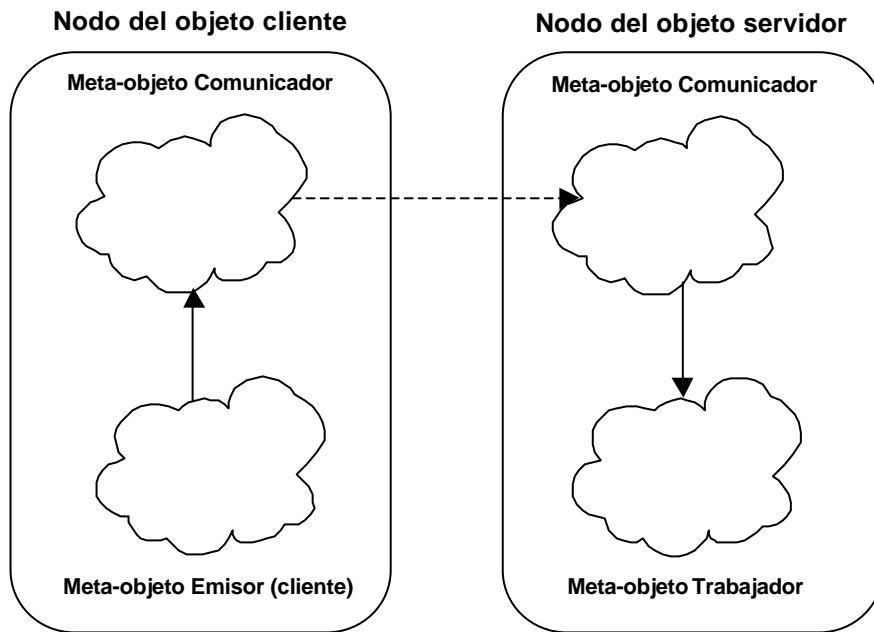 Nodo del objeto cliente
Nodo del objeto servidor
Meta-objeto Comunicador
Meta-objeto Comunicador
Meta-objeto Emisor (cliente)
Meta-objeto Trabajador